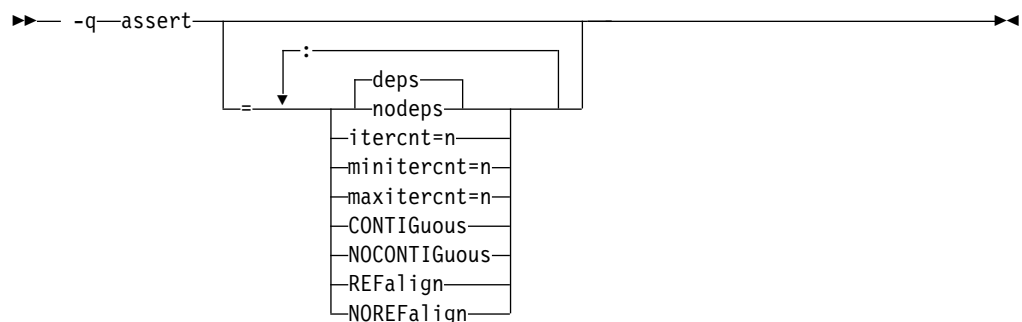 -q assert
:
deps
= nodeps
itercnt=n
minitercnt=n
maxitercnt=n
CONTIGuous
NOCONTIGuous
REFalign
NOREFalign